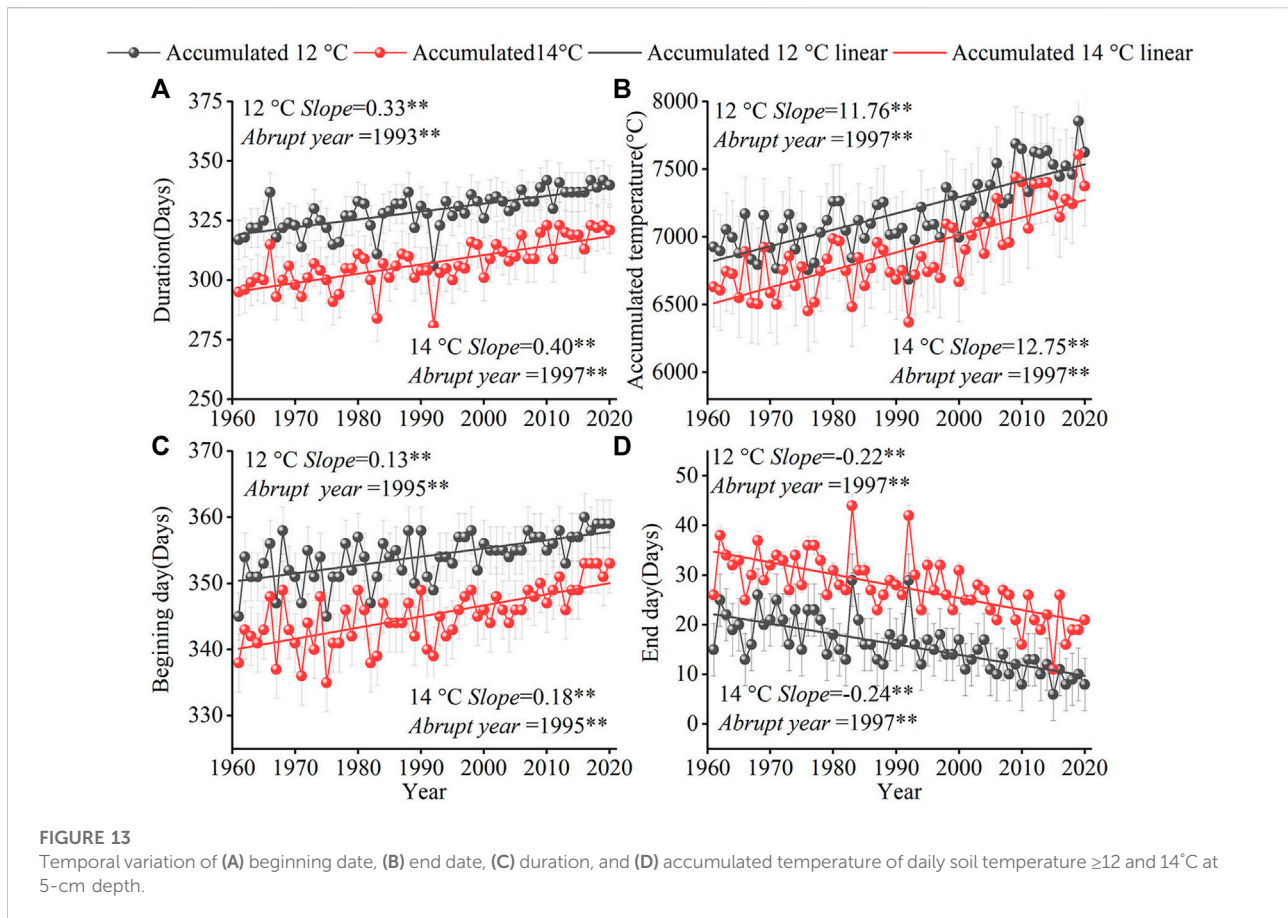 Accumulated 12 °C Accumulated14°C Accumulated 12 °C linear Accumulated 14 °C linear
A
375
350
325
300
275
250
Duration(Days)
12 °C Slope=0.33**
Abrupt year =1993**
14 °C Slope=0.40**
Abrupt year =1997**
1960 1970 1980 1990 2000 2010 2020
B
8000
7500
7000
6500
6000
Accumulated temperature(°C)
12 °C Slope=11.76**
Abrupt year =1997**
14 °C Slope=12.75**
Abrupt year =1997**
1960 1970 1980 1990 2000 2010 2020
C
370
360
350
340
330
Begining day(Days)
12 °C Slope=0.13**
Abrupt year =1995**
14 °C Slope=0.18**
Abrupt year =1995**
1960 1970 1980 1990 2000 2010 2020
Year
D
50
40
30
20
10
0
End day(Days)
12 °C Slope=-0.22**
Abrupt year =1997**
14 °C Slope=-0.24**
Abrupt year =1997**
1960 1970 1980 1990 2000 2010 2020
Year
FIGURE 13
Temporal variation of (A) beginning date, (B) end date, (C) duration, and (D) accumulated temperature of daily soil temperature ≥12 and 14°C at
5-cm depth.